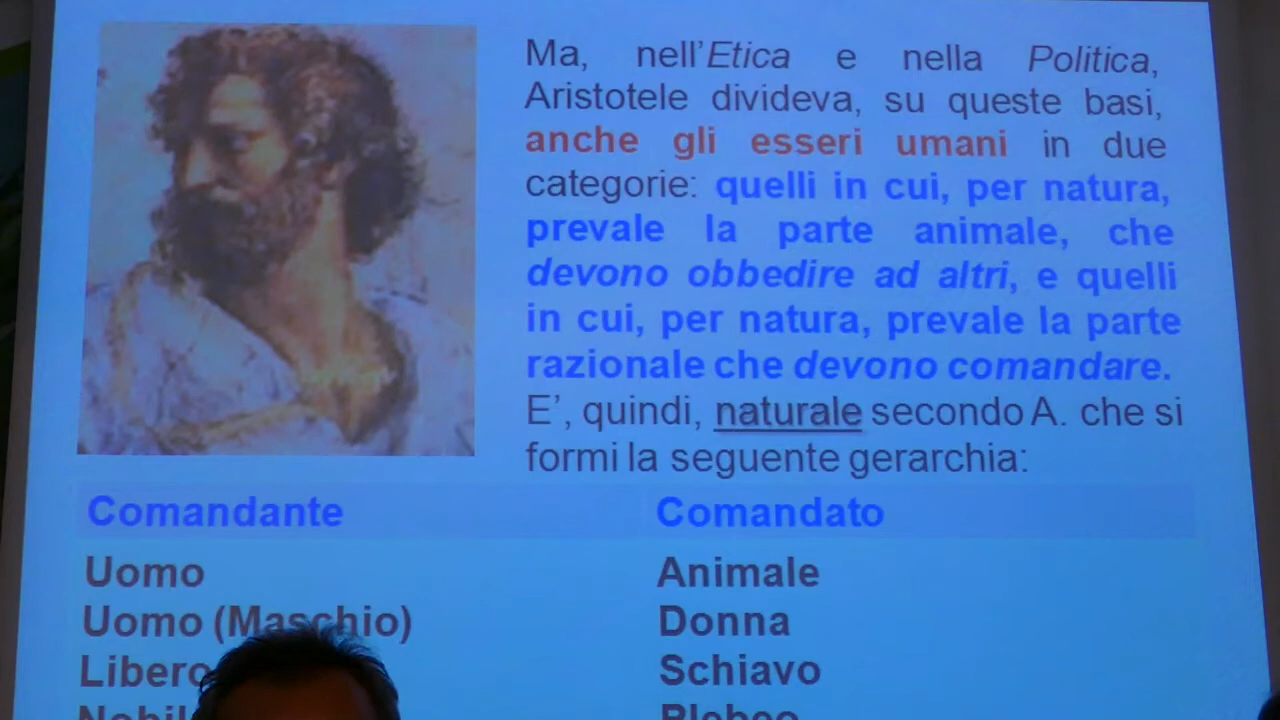 Ma, nell'Etica e nella Politica,
Aristotele divideva, su queste basi,
anche gli esseri umani in due
categorie: quelli in cui, per natura,
prevale la parte animale, che
devono obbedire ad altri, e quelli
in cui, per natura, prevale la parte
razionale che devono comandare.
E', quindi, naturale secondo A. che si
formi la seguente gerarchia:
Comandante Comandato
Uomo Animale
Uomo (Maschio) Donna
Libero Schiavo
Plebeo